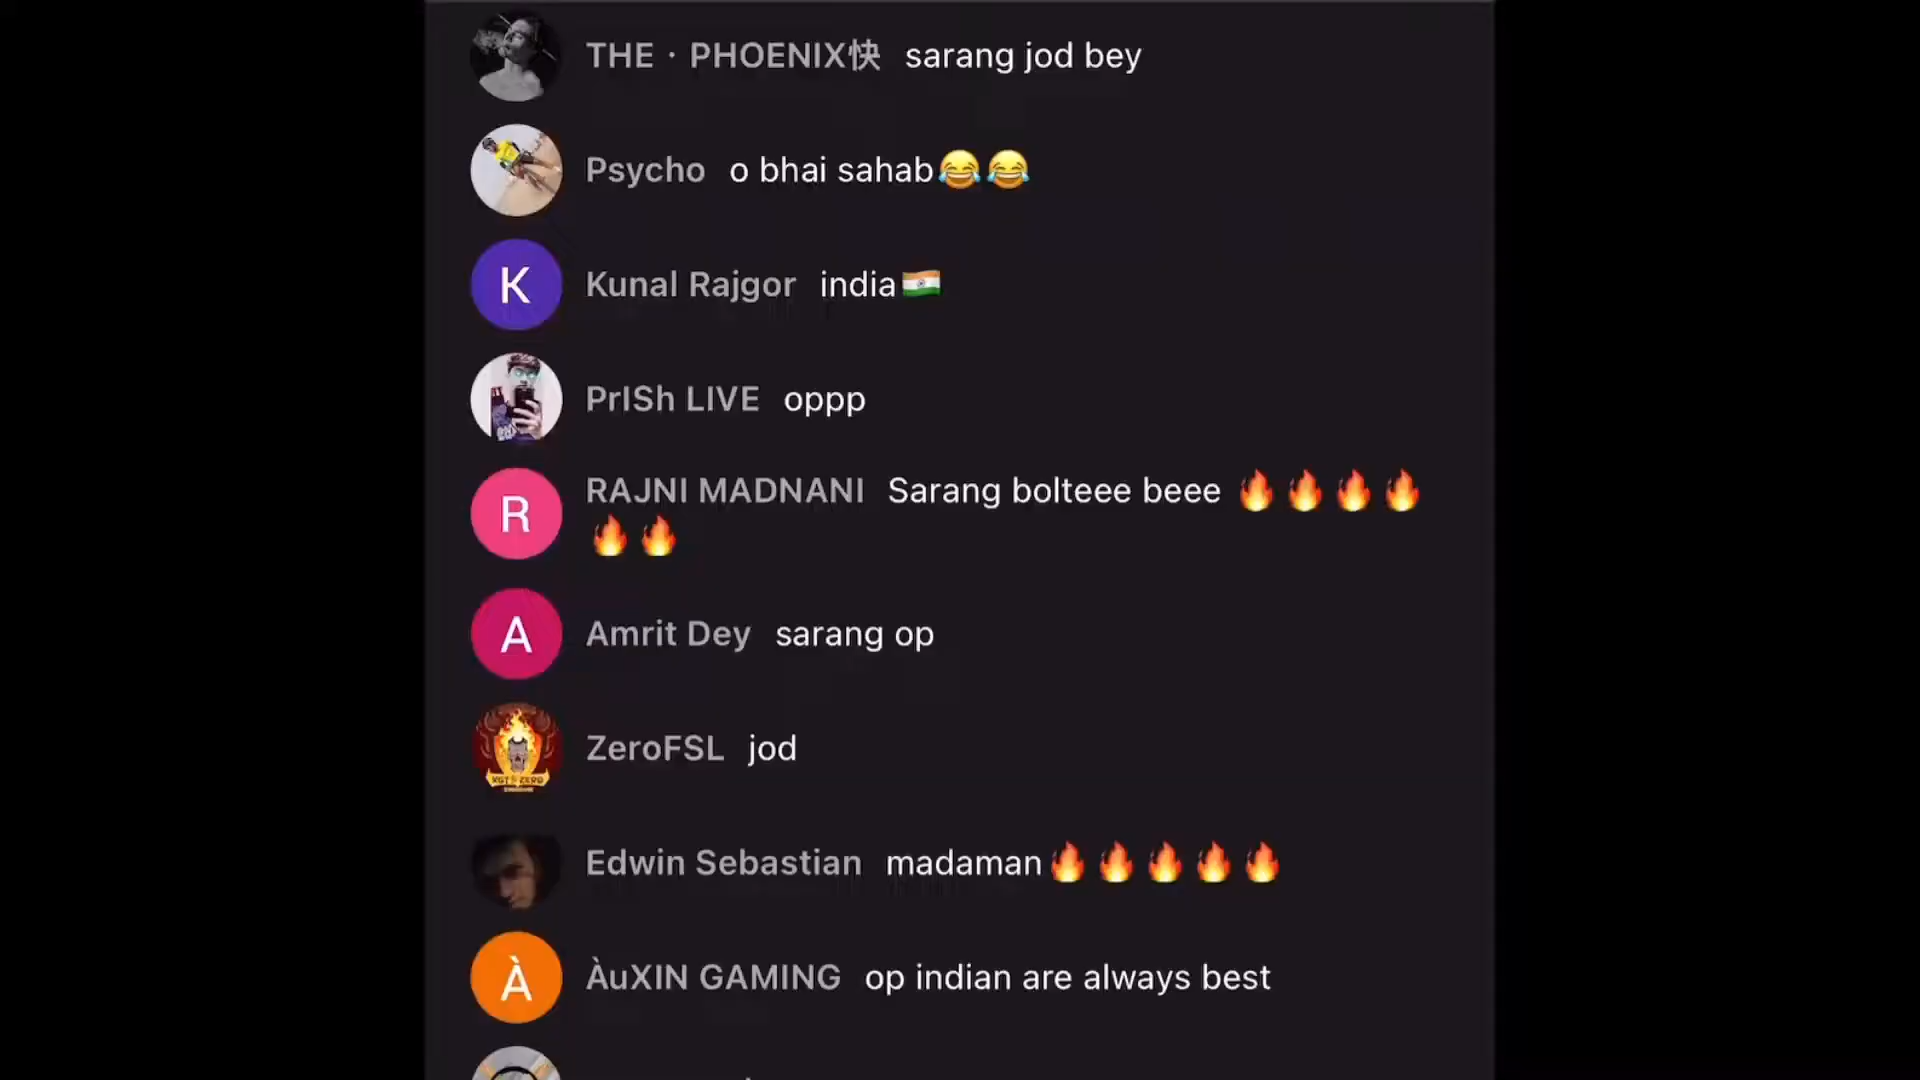 THE · PHOENIX快 sarang jod bey
Psycho o bhai sahab😂😂
K Kunal Rajgor india🇮🇳
PrISh LIVE oppp
R RAJNI MADNANI Sarang bolteee beee 🔥🔥🔥🔥
🔥🔥
A Amrit Dey sarang op
ZeroFSL jod
Edwin Sebastian madaman🔥🔥🔥🔥🔥
À ÀuXIN GAMING op indian are always best